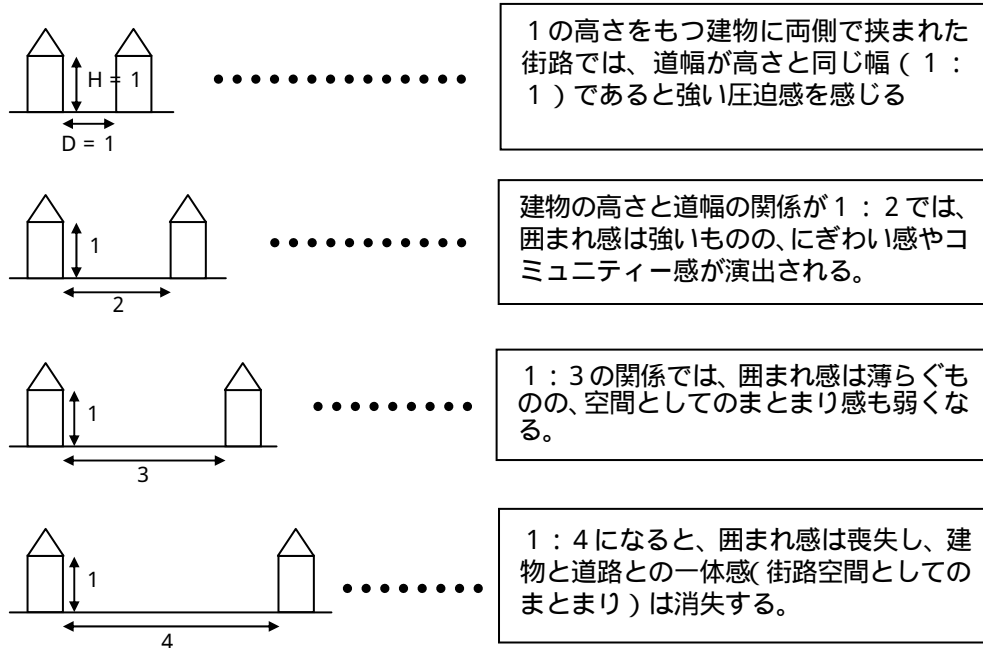 H = 1
D = 1
１の高さをもつ建物に両側で挟まれた
街路では、道幅が高さと同じ幅（１：
１）であると強い圧迫感を感じる
1
2
建物の高さと道幅の関係が１：２では、
囲まれ感は強いものの、にぎわい感やコ
ミュニティー感が演出される。
1
3
１：３の関係では、囲まれ感は薄らぐも
のの、空間としてのまとまり感も弱くな
る。
1
4
１：４になると、囲まれ感は喪失し、建
物と道路との一体感（街路空間としての
まとまり）は消失する。